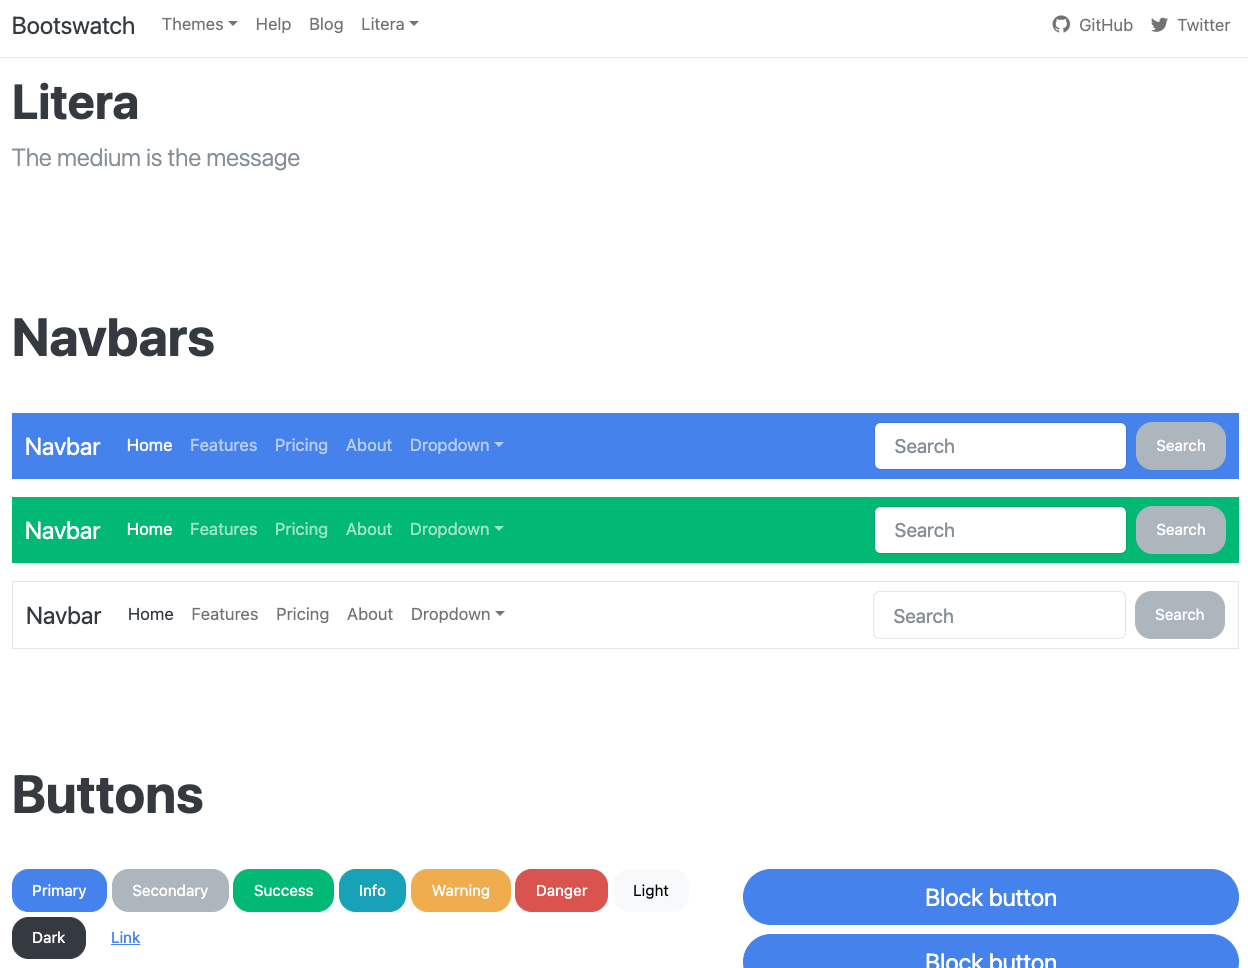 Bootswatch Themes Help Blog Litera GitHub Twitter
Litera
The medium is the message
Navbars
Navbar Home Features Pricing About Dropdown Search Search
Navbar Home Features Pricing About Dropdown Search Search
Navbar Home Features Pricing About Dropdown Search Search
Buttons
Primary Secondary Success Info Warning Danger Light Block button
Dark Link
Block button